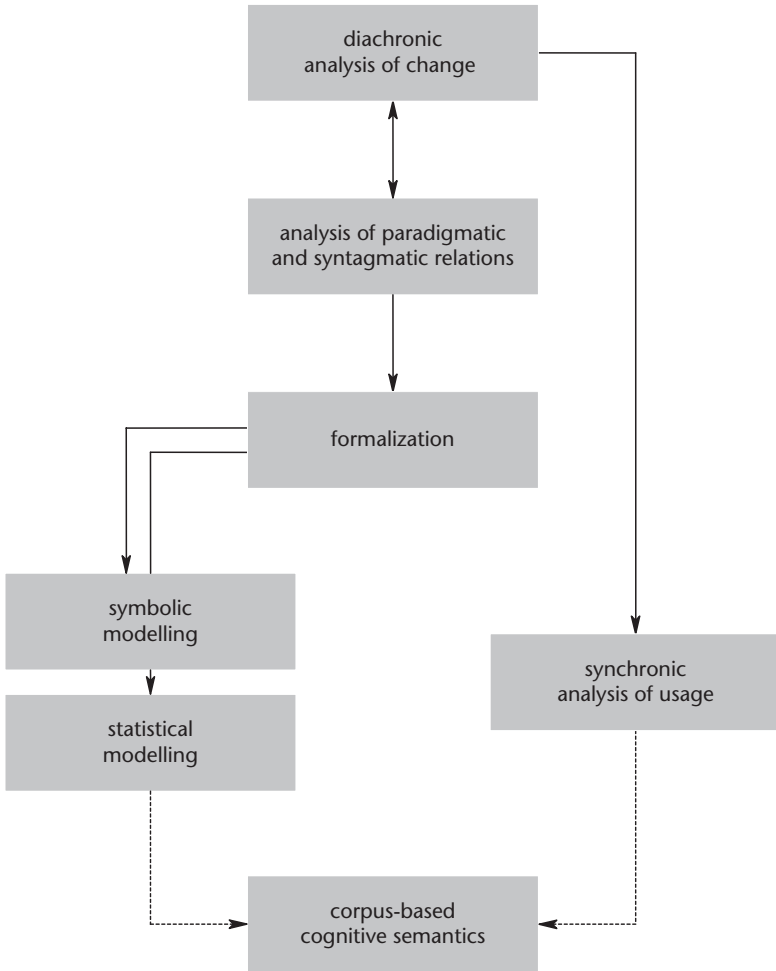 diachronic
analysis of change
analysis of paradigmatic
and syntagmatic relations
formalization
symbolic
modelling
synchronic
analysis of usage
statistical
modelling
corpus-based
cognitive semantics